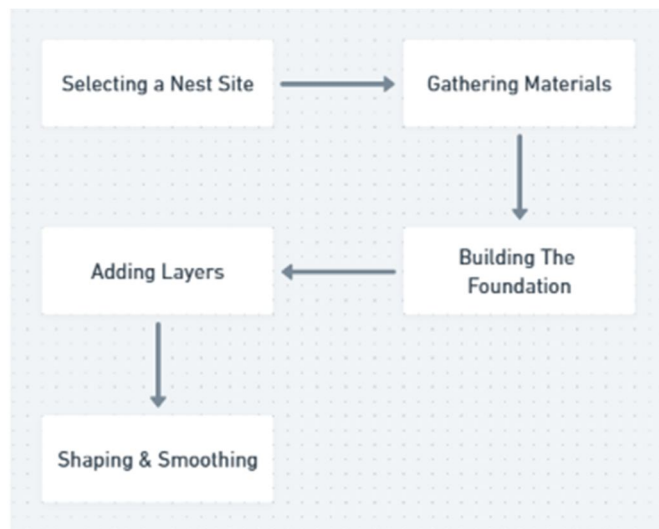 Selecting a Nest Site
Gathering Materials
Building The
Foundation
Adding Layers
Shaping & Smoothing